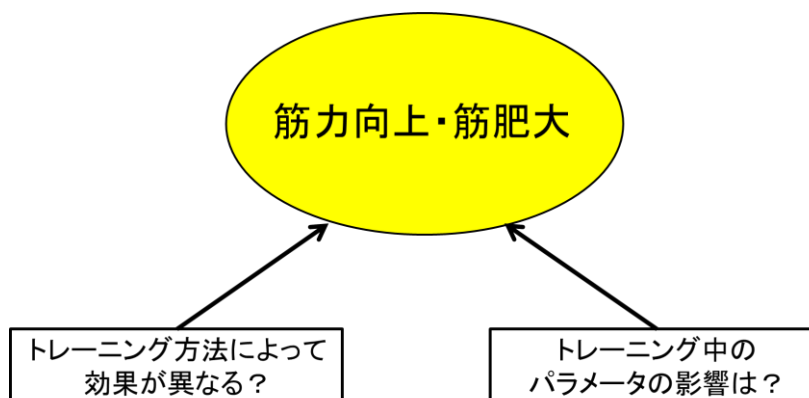 筋力向上・筋肥大
トレーニング方法によって
効果が異なる？
トレーニング中の
パラメータの影響は？